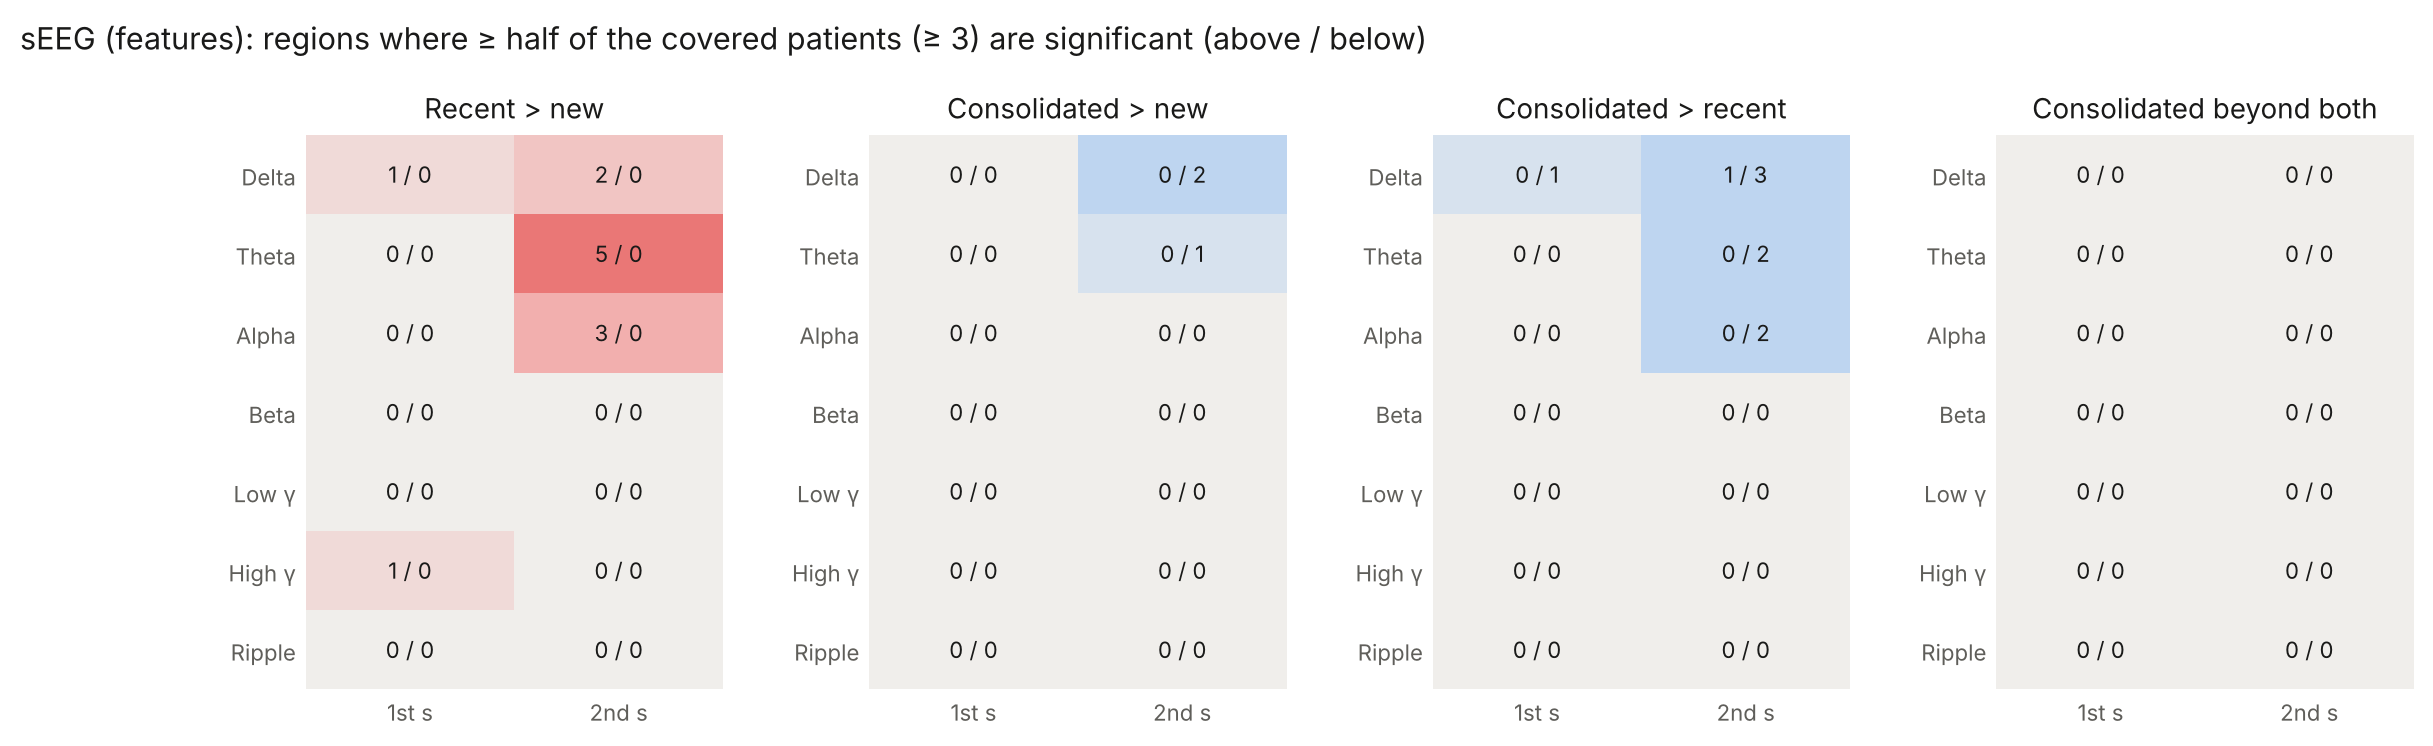 sEEG (features): regions where ≥ half of the covered patients (≥ 3) are significant (above / below)
Recent > new Consolidated > new Consolidated > recent Consolidated beyond both
Delta 1 / 0 2 / 0 Delta 0 / 0 0 / 2 Delta 0 / 1 1 / 3 Delta 0 / 0 0 / 0
Theta 0 / 0 5 / 0 Theta 0 / 0 0 / 1 Theta 0 / 0 0 / 2 Theta 0 / 0 0 / 0
Alpha 0 / 0 3 / 0 Alpha 0 / 0 0 / 0 Alpha 0 / 0 0 / 2 Alpha 0 / 0 0 / 0
Beta 0 / 0 0 / 0 Beta 0 / 0 0 / 0 Beta 0 / 0 0 / 0 Beta 0 / 0 0 / 0
Low γ 0 / 0 0 / 0 Low γ 0 / 0 0 / 0 Low γ 0 / 0 0 / 0 Low γ 0 / 0 0 / 0
High γ 1 / 0 0 / 0 High γ 0 / 0 0 / 0 High γ 0 / 0 0 / 0 High γ 0 / 0 0 / 0
Ripple 0 / 0 0 / 0 Ripple 0 / 0 0 / 0 Ripple 0 / 0 0 / 0 Ripple 0 / 0 0 / 0
1st s 2nd s 1st s 2nd s 1st s 2nd s 1st s 2nd s